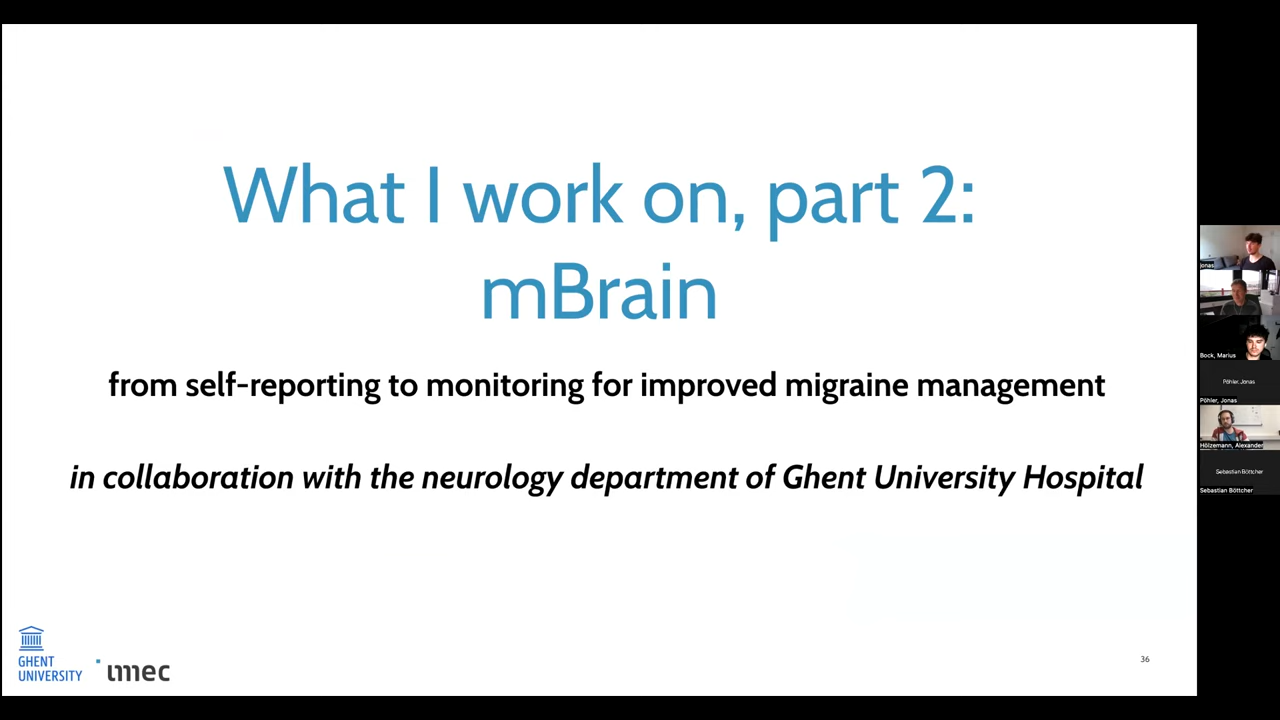 What I work on, part 2:
mBrain
from self-reporting to monitoring for improved migraine management
in collaboration with the neurology department of Ghent University Hospital
GHENT
UNIVERSITY
imec
36
jonas
Bock, Marius
Pöhler, Jonas
Pöhler, Jonas
Hölzemann, Alexander
Sebastian Böttcher
Sebastian Böttcher